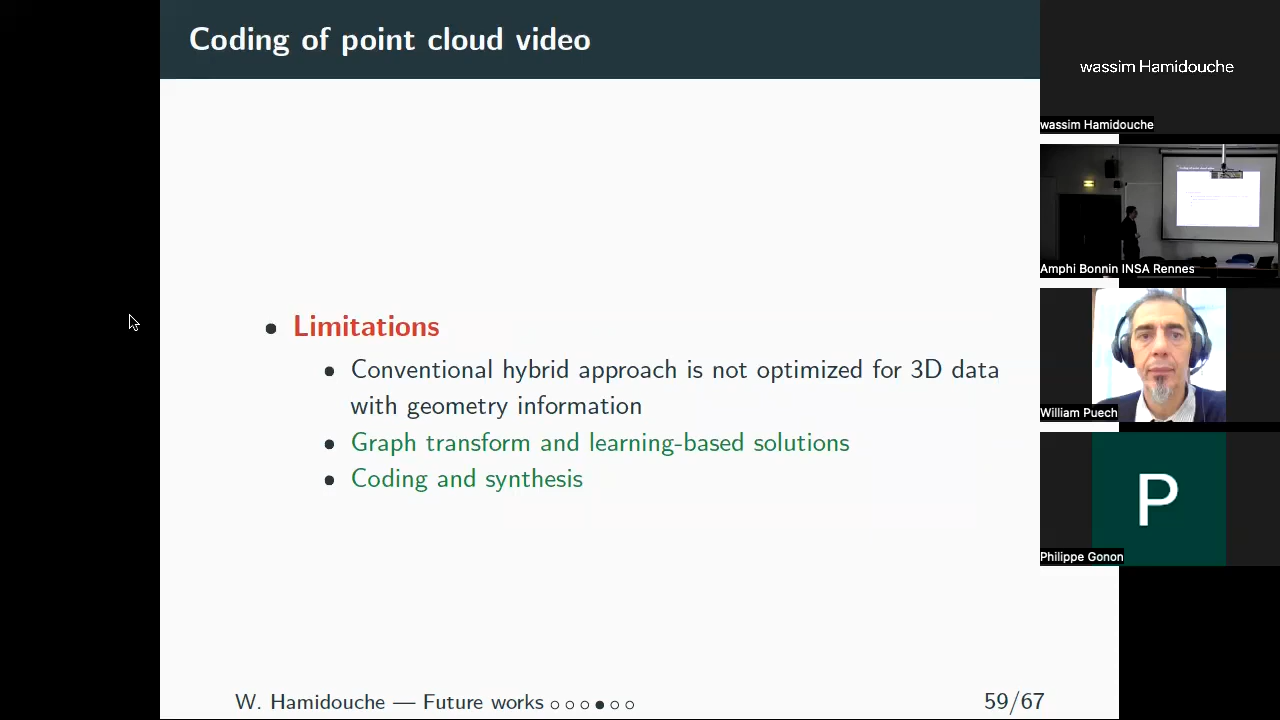 Coding of point cloud video
• Limitations
• Conventional hybrid approach is not optimized for 3D data
with geometry information
• Graph transform and learning-based solutions
• Coding and synthesis
W. Hamidouche — Future works
59/67
wassim Hamidouche
wassim Hamidouche
Amphi Bonnin INSA Rennes
William Puech
P
Philippe Gonon